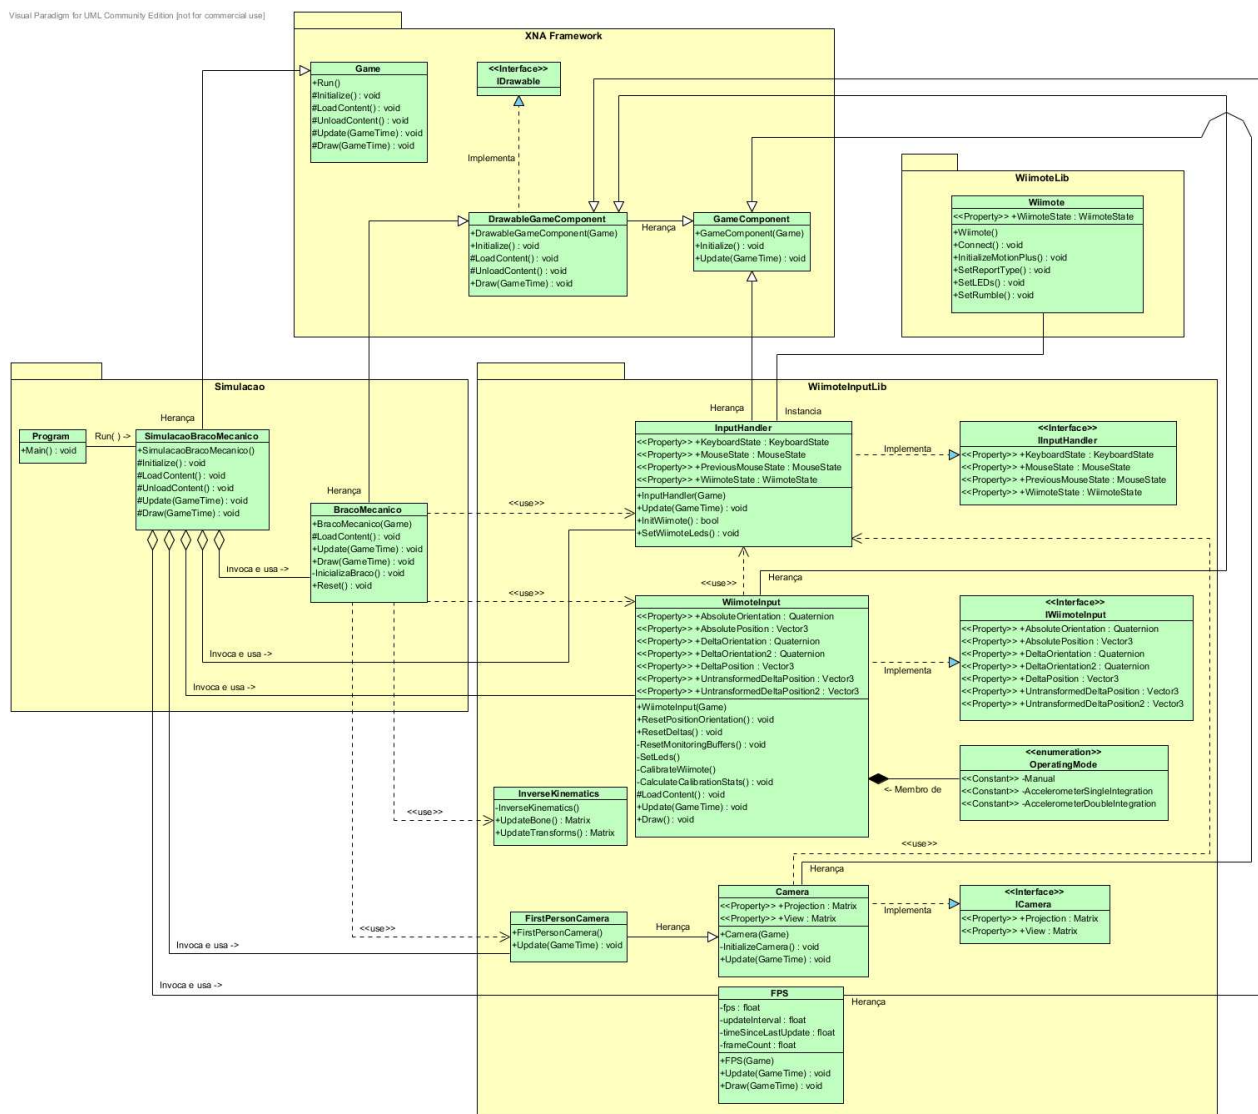 Visual Paradigm for UML Community Edition [not for commercial use]
XNA Framework
Game
+Run()
#Initialize() : void
#LoadContent() : void
#UnloadContent() : void
#Update(GameTime) : void
#Draw(GameTime) : void
<<Interface>>
IDrawable
Implementa
DrawableGameComponent
+DrawableGameComponent(Game)
+Initialize() : void
#LoadContent() : void
#UnloadContent() : void
+Draw(GameTime) : void
Herança
GameComponent
+GameComponent(Game)
+Initialize() : void
+Update(GameTime) : void
WiimoteLib
Wiimote
<<Property>> +WiimoteState : WiimoteState
+Wiimote()
+Connect() : void
+InitializeMotionPlus() : void
+SetReportType() : void
+SetLEDs() : void
+SetRumble() : void
Simulacao
Herança
Program
+Main() : void
Run( ) ->
SimulacaoBracoMecanico
+SimulacaoBracoMecanico()
#Initialize() : void
#LoadContent() : void
#UnloadContent() : void
#Update(GameTime) : void
#Draw(GameTime) : void
Herança
BracoMecanico
+BracoMecanico(Game)
#LoadContent() : void
+Update(GameTime) : void
+Draw(GameTime) : void
-InicializaBraco() : void
+Reset() : void
Invoca e usa ->
Invoca e usa ->
Invoca e usa ->
Invoca e usa ->
Invoca e usa ->
WiimoteInputLib
Herança
Instancia
InputHandler
<<Property>> +KeyboardState : KeyboardState
<<Property>> +MouseState : MouseState
<<Property>> +PreviousMouseState : MouseState
<<Property>> +WiimoteState : WiimoteState
+InputHandler(Game)
+Update(GameTime) : void
+InitWiimote() : bool
+SetWiimoteLeds() : void
Implementa
<<Interface>>
IInputHandler
<<Property>> +KeyboardState : KeyboardState
<<Property>> +MouseState : MouseState
<<Property>> +PreviousMouseState : MouseState
<<Property>> +WiimoteState : WiimoteState
<<use>>
<<use>>
<<use>>
Herança
WiimoteInput
<<Property>> +AbsoluteOrientation : Quaternion
<<Property>> +AbsolutePosition : Vector3
<<Property>> +DeltaOrientation : Quaternion
<<Property>> +DeltaOrientation2 : Quaternion
<<Property>> +DeltaPosition : Vector3
<<Property>> +UntransformedDeltaPosition : Vector3
<<Property>> +UntransformedDeltaPosition2 : Vector3
+WiimoteInput(Game)
+ResetPositionOrientation() : void
+ResetDeltas() : void
-ResetMonitoringBuffers() : void
-SetLeds()
-CalibrateWiimote()
-CalculateCalibrationStats() : void
#LoadContent() : void
+Update(GameTime) : void
+Draw() : void
Implementa
<<Interface>>
IWiimoteInput
<<Property>> +AbsoluteOrientation : Quaternion
<<Property>> +AbsolutePosition : Vector3
<<Property>> +DeltaOrientation : Quaternion
<<Property>> +DeltaOrientation2 : Quaternion
<<Property>> +DeltaPosition : Vector3
<<Property>> +UntransformedDeltaPosition : Vector3
<<Property>> +UntransformedDeltaPosition2 : Vector3
<<enumeration>>
OperatingMode
<<Constant>> -Manual
<<Constant>> -AccelerometerSingleIntegration
<<Constant>> -AccelerometerDoubleIntegration
<- Membro de
InverseKinematics
-InverseKinematics()
+UpdateBone() : Matrix
+UpdateTransforms() : Matrix
<<use>>
<<use>>
<<use>>
Herança
Camera
<<Property>> +Projection : Matrix
<<Property>> +View : Matrix
+Camera(Game)
-InitializeCamera() : void
+Update(GameTime) : void
Implementa
<<Interface>>
ICamera
<<Property>> +Projection : Matrix
<<Property>> +View : Matrix
FirstPersonCamera
+FirstPersonCamera()
+Update(GameTime) : void
Herança
FPS
-fps : float
-updateInterval : float
-timeSinceLastUpdate : float
-frameCount : float
+FPS(Game)
+Update(GameTime) : void
+Draw(GameTime) : void
Herança